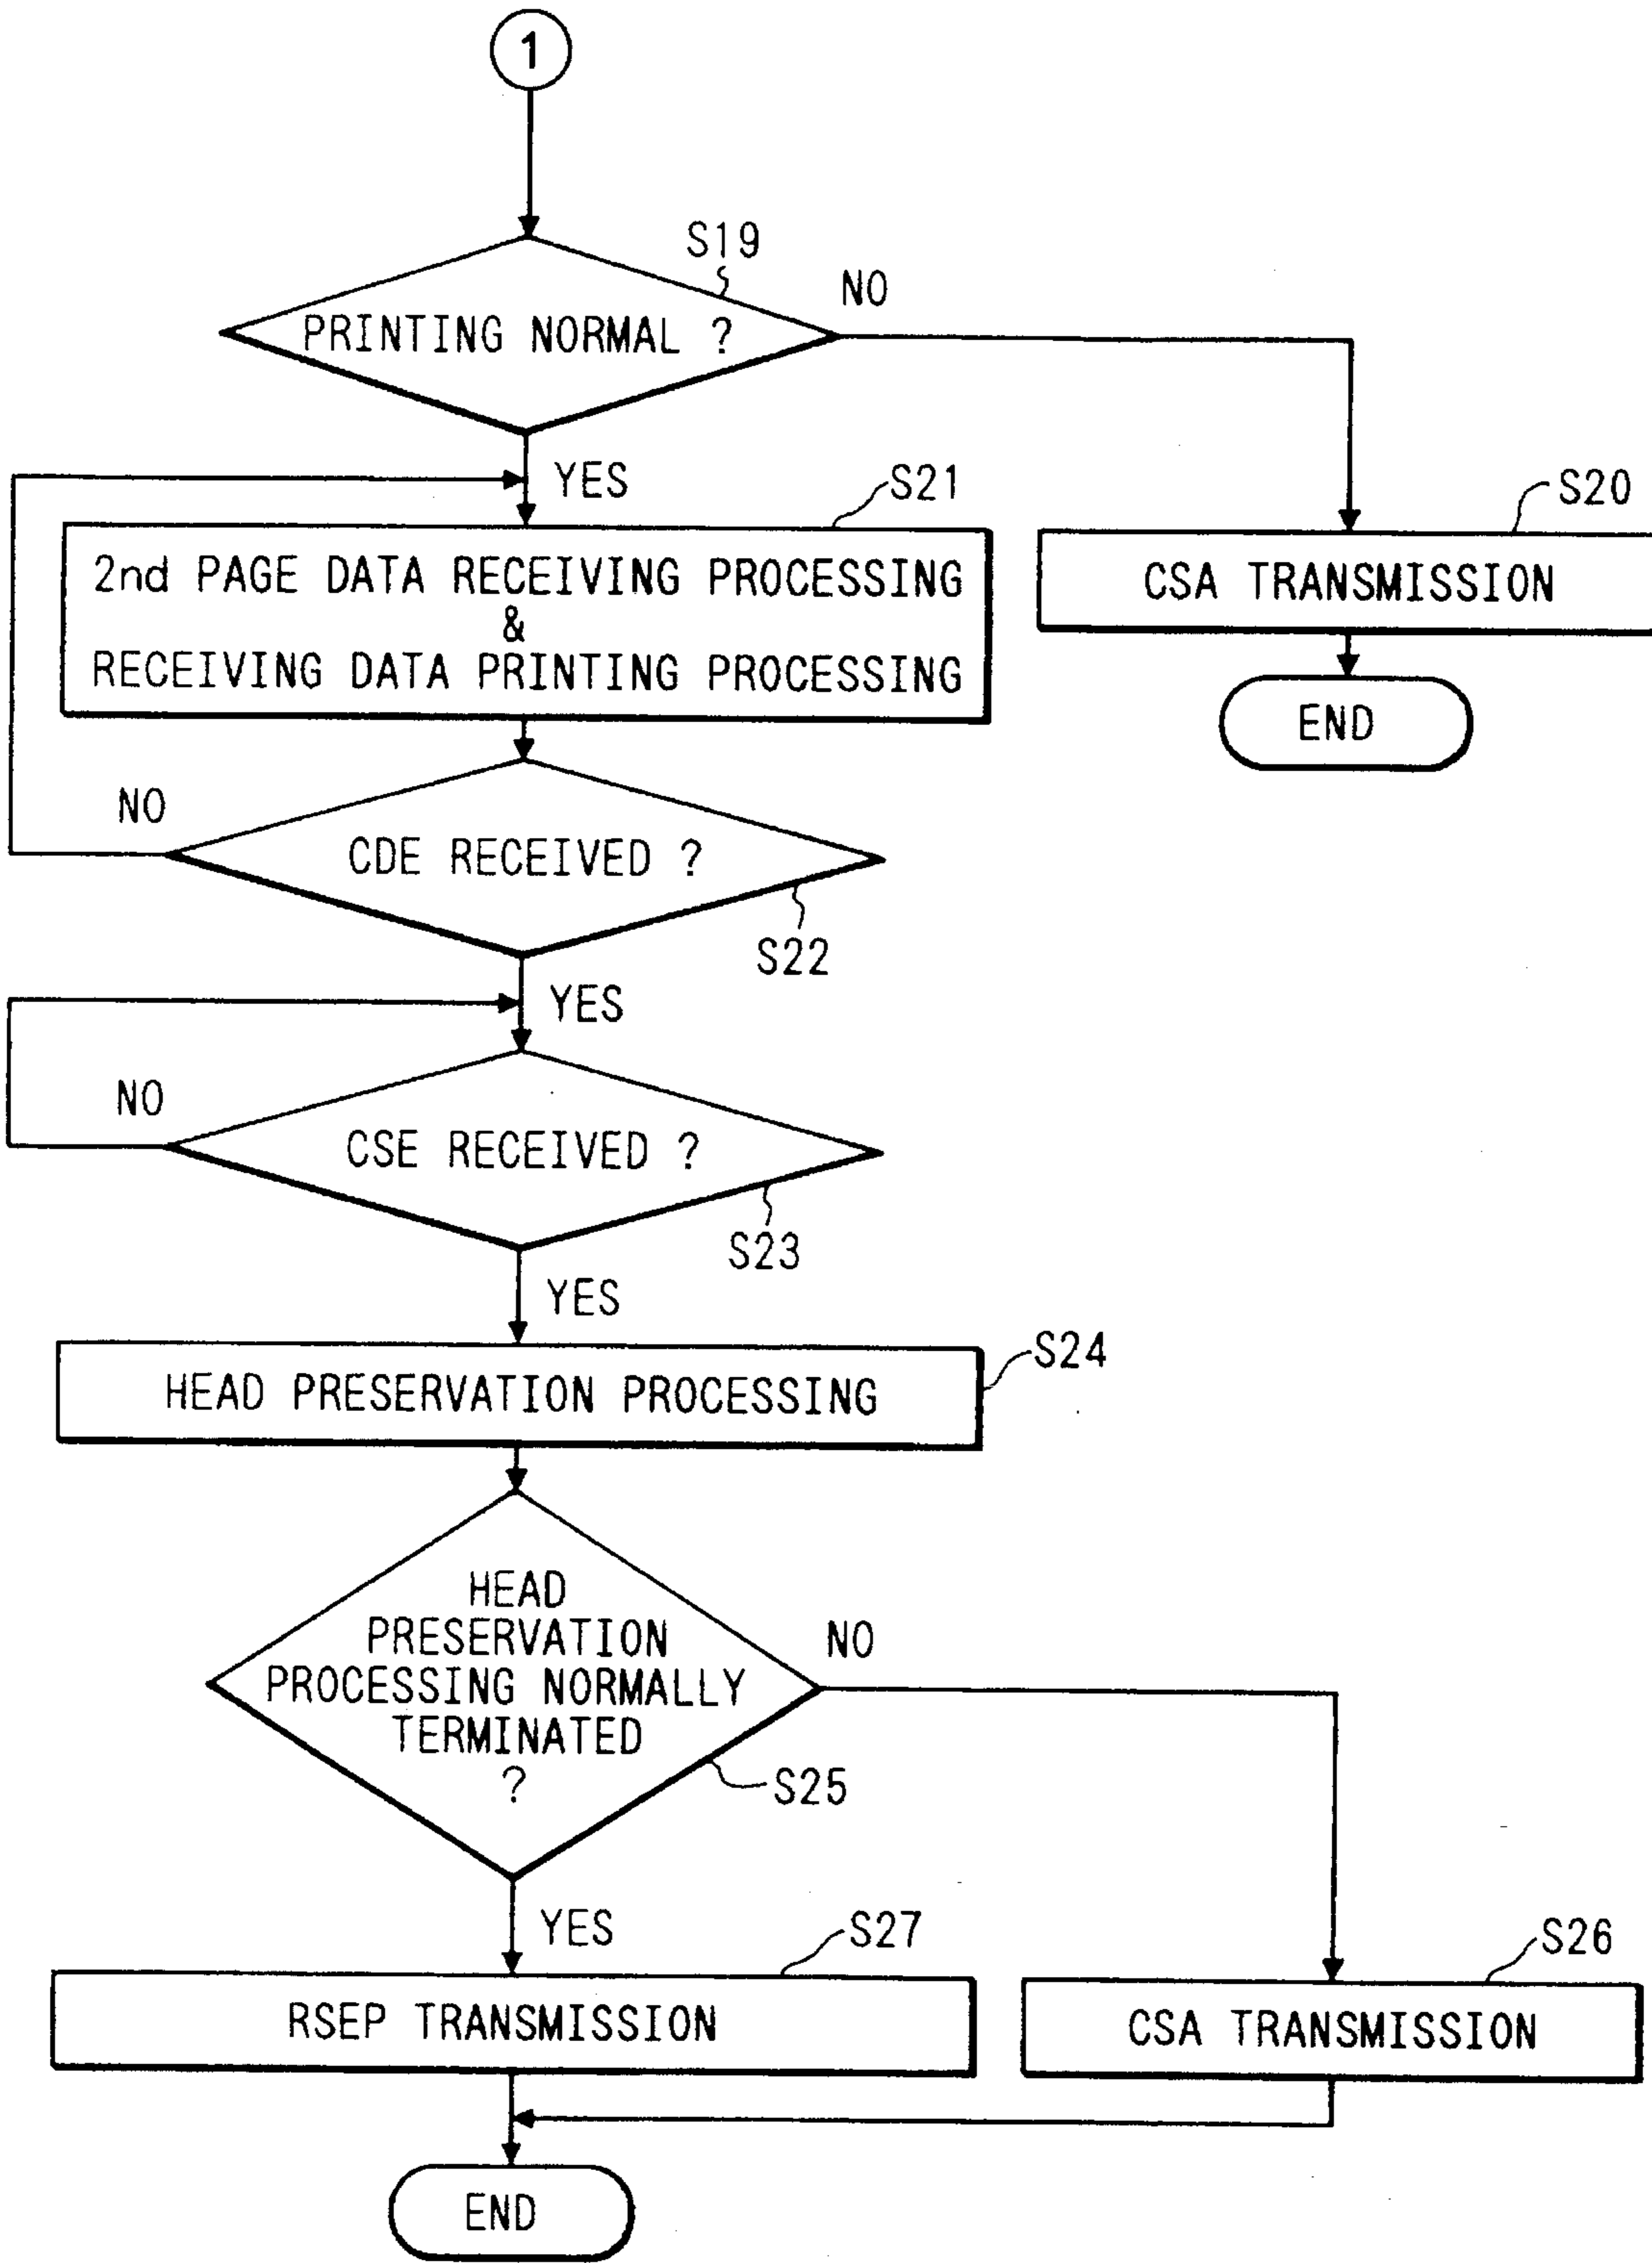 1
S19
NO
PRINTING NORMAL ?
YES
S21
S20
2nd PAGE DATA RECEIVING PROCESSING
&
RECEIVING DATA PRINTING PROCESSING
CSA TRANSMISSION
END
NO
CDE RECEIVED ?
S22
YES
NO
CSE RECEIVED ?
S23
YES
S24
HEAD PRESERVATION PROCESSING
HEAD
PRESERVATION
PROCESSING NORMALLY
TERMINATED
?
NO
S25
YES
S27
S26
RSEP TRANSMISSION
CSA TRANSMISSION
END